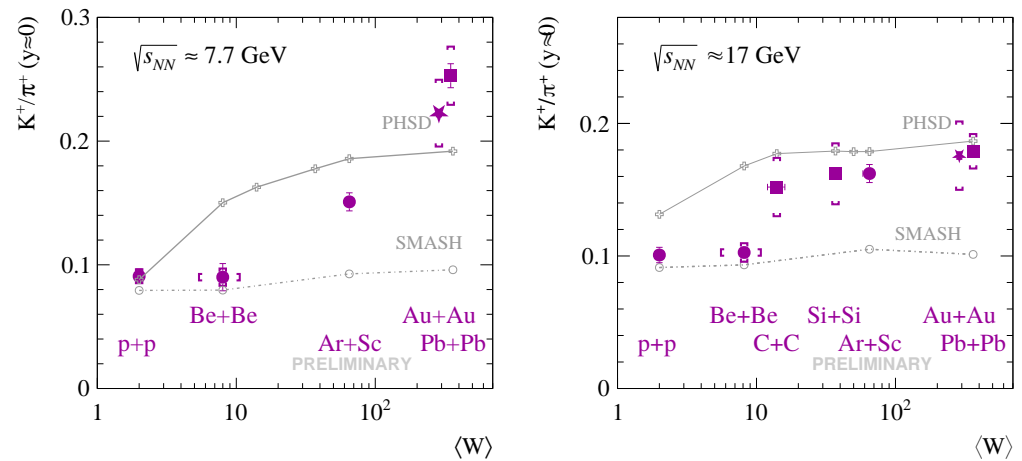 K⁺/π⁺ (y≈0)
0.3
0.2
0.1
0
√s_NN ≈ 7.7 GeV
PHSD
SMASH
Be+Be
Au+Au
p+p
Ar+Sc
Pb+Pb
PRELIMINARY
1
10
10²
⟨W⟩
K⁺/π⁺ (y≈0)
0.2
0.1
0
√s_NN ≈ 17 GeV
PHSD
SMASH
Be+Be
Si+Si
Au+Au
p+p
C+C
Ar+Sc
Pb+Pb
PRELIMINARY
1
10
10²
⟨W⟩